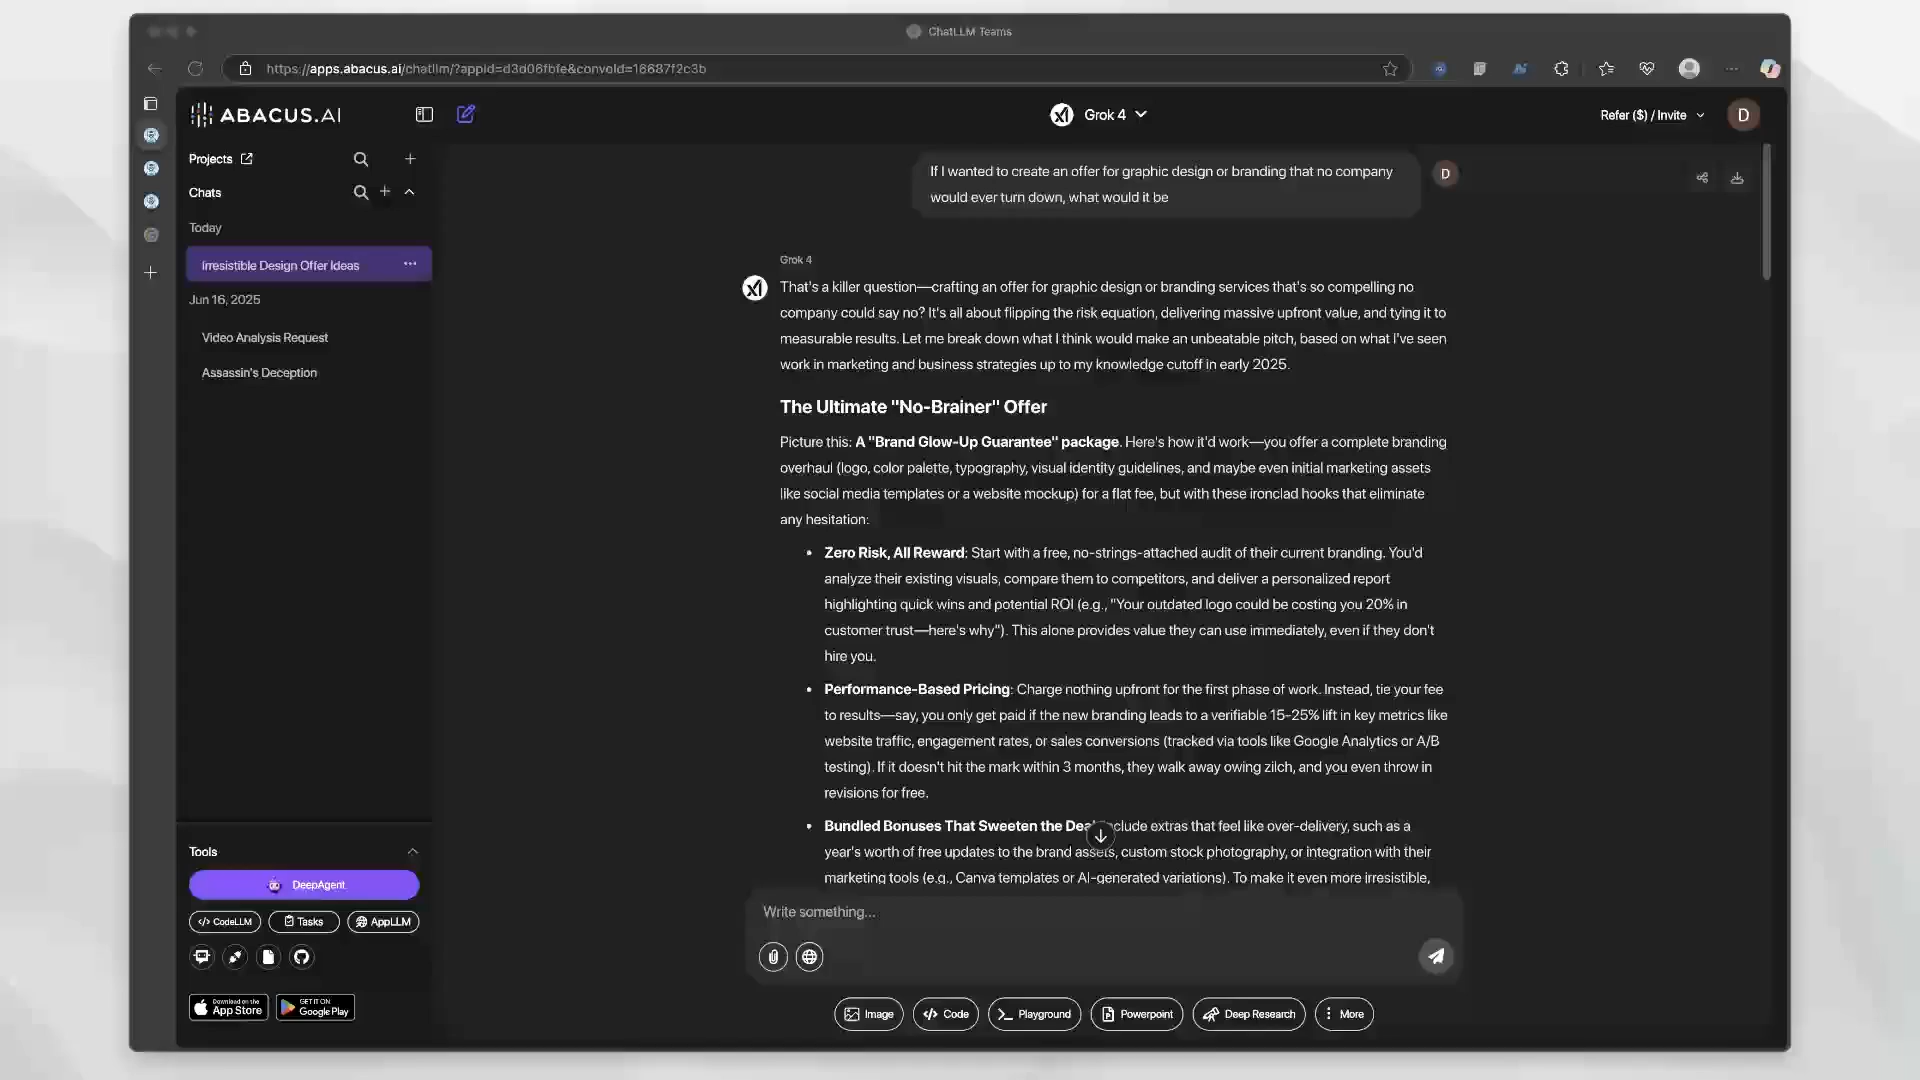 ChatLLM Teams
https://apps.abacus.ai/chatllm/?appid=d3d06fbfe&convoId=16687f2c3b
ABACUS.AI
Grok 4
Refer ($) / Invite
D
Projects
Chats
Today
Irresistible Design Offer Ideas
Jun 16, 2025
Video Analysis Request
Assassin's Deception
If I wanted to create an offer for graphic design or branding that no company
would ever turn down, what would it be
D
Grok 4
That's a killer question—crafting an offer for graphic design or branding services that's so compelling no
company could say no? It's all about flipping the risk equation, delivering massive upfront value, and tying it to
measurable results. Let me break down what I think would make an unbeatable pitch, based on what I've seen
work in marketing and business strategies up to my knowledge cutoff in early 2025.
The Ultimate "No-Brainer" Offer
Picture this: A "Brand Glow-Up Guarantee" package. Here's how it'd work—you offer a complete branding
overhaul (logo, color palette, typography, visual identity guidelines, and maybe even initial marketing assets
like social media templates or a website mockup) for a flat fee, but with these ironclad hooks that eliminate
any hesitation:
• Zero Risk, All Reward: Start with a free, no-strings-attached audit of their current branding. You'd
analyze their existing visuals, compare them to competitors, and deliver a personalized report
highlighting quick wins and potential ROI (e.g., "Your outdated logo could be costing you 20% in
customer trust—here's why"). This alone provides value they can use immediately, even if they don't
hire you.
• Performance-Based Pricing: Charge nothing upfront for the first phase of work. Instead, tie your fee
to results—say, you only get paid if the new branding leads to a verifiable 15-25% lift in key metrics like
website traffic, engagement rates, or sales conversions (tracked via tools like Google Analytics or A/B
testing). If it doesn't hit the mark within 3 months, they walk away owing zilch, and you even throw in
revisions for free.
• Bundled Bonuses That Sweeten the Deal clude extras that feel like over-delivery, such as a
year's worth of free updates to the brand assets, custom stock photography, or integration with their
marketing tools (e.g., Canva templates or AI-generated variations). To make it even more irresistible,
Tools
DeepAgent
</> CodeLLM
Tasks
AppLLM
Download on the
App Store
GET IT ON
Google Play
Write something...
Image
</> Code
Playground
Powerpoint
Deep Research
More